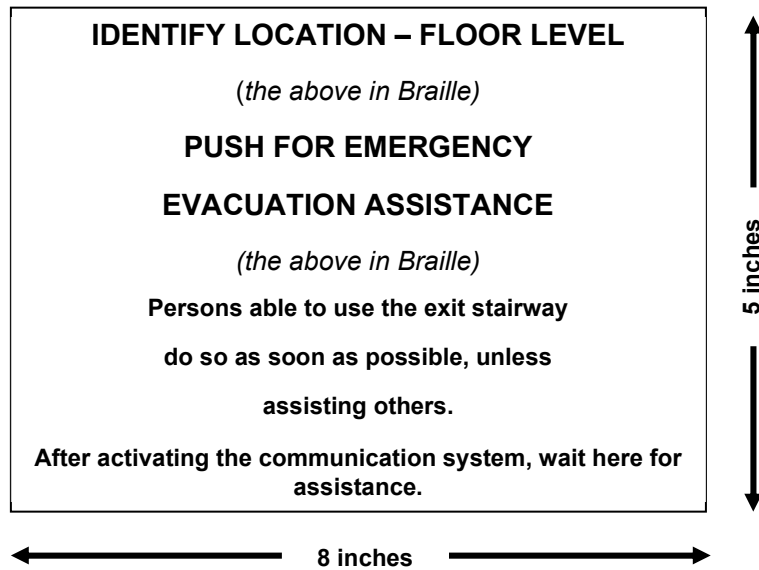 IDENTIFY LOCATION – FLOOR LEVEL
(the above in Braille)
PUSH FOR EMERGENCY
EVACUATION ASSISTANCE
(the above in Braille)
Persons able to use the exit stairway
do so as soon as possible, unless
assisting others.
After activating the communication system, wait here for
assistance.
5 inches
8 inches